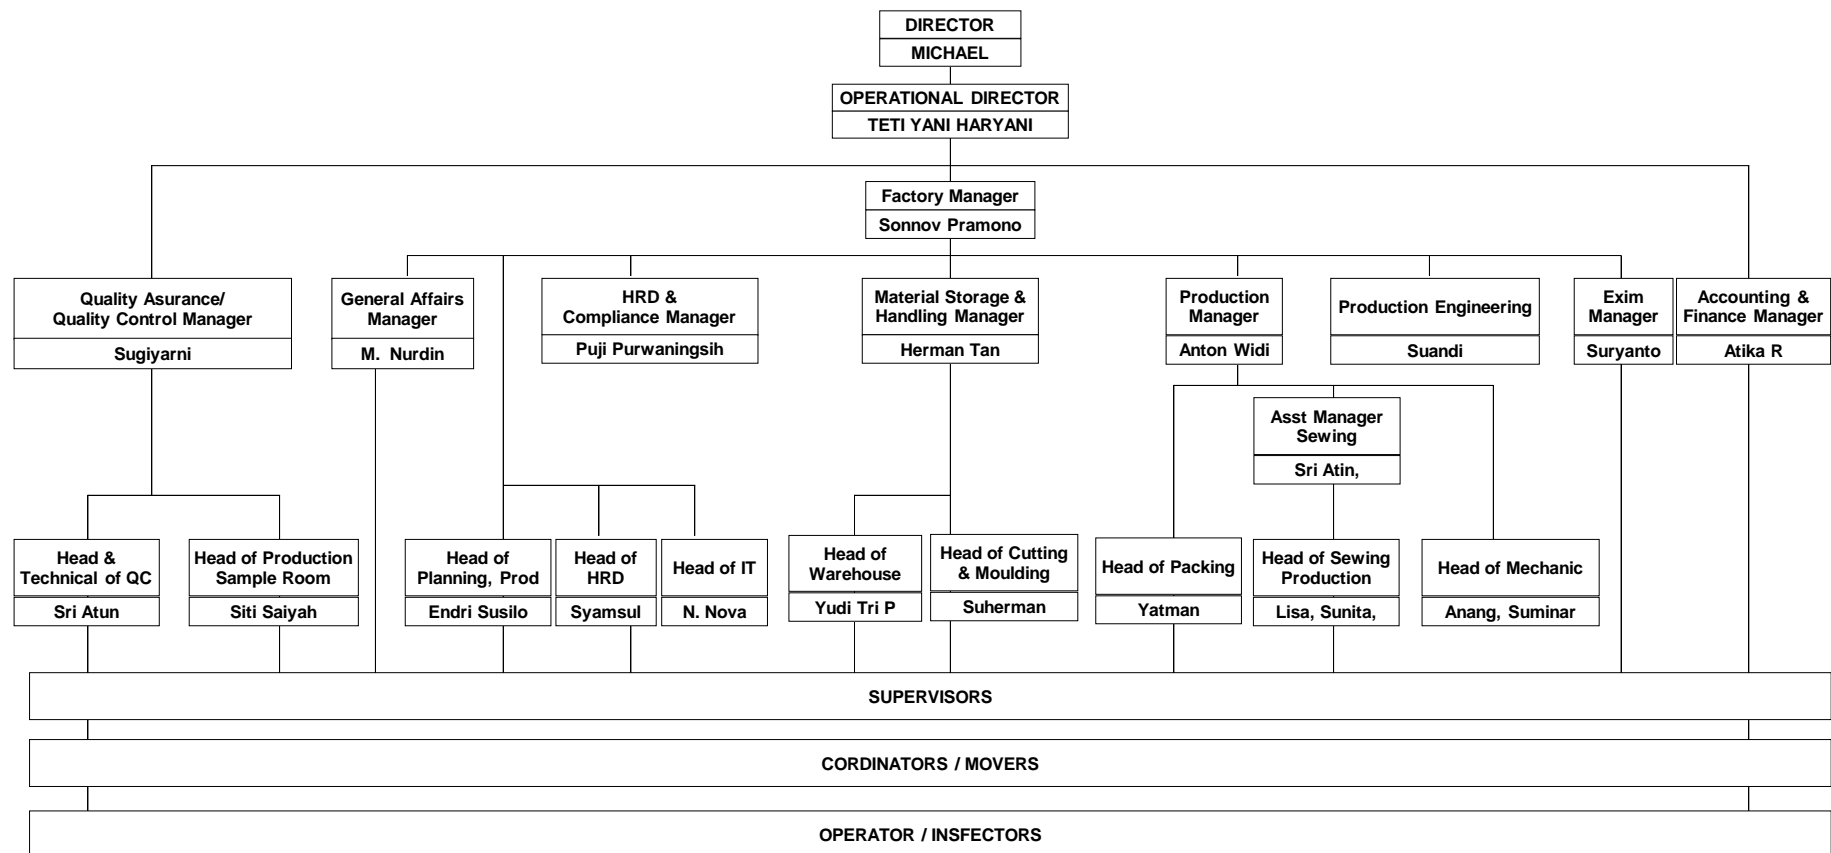 DIRECTOR
MICHAEL
OPERATIONAL DIRECTOR
TETI YANI HARYANI
Factory Manager
Sonnov Pramono
Quality Asurance/
Quality Control Manager
Sugiyarni
General Affairs
Manager
M. Nurdin
HRD &
Compliance Manager
Puji Purwaningsih
Material Storage &
Handling Manager
Herman Tan
Production
Manager
Anton Widi
Production Engineering
Suandi
Exim
Manager
Suryanto
Accounting &
Finance Manager
Atika R
Asst Manager
Sewing
Sri Atin,
Head &
Technical of QC
Sri Atun
Head of Production
Sample Room
Siti Saiyah
Head of
Planning, Prod
Endri Susilo
Head of
HRD
Syamsul
Head of IT
N. Nova
Head of
Warehouse
Yudi Tri P
Head of Cutting
& Moulding
Suherman
Head of Packing
Yatman
Head of Sewing
Production
Lisa, Sunita,
Head of Mechanic
Anang, Suminar
SUPERVISORS
CORDINATORS / MOVERS
OPERATOR / INSFECTORS